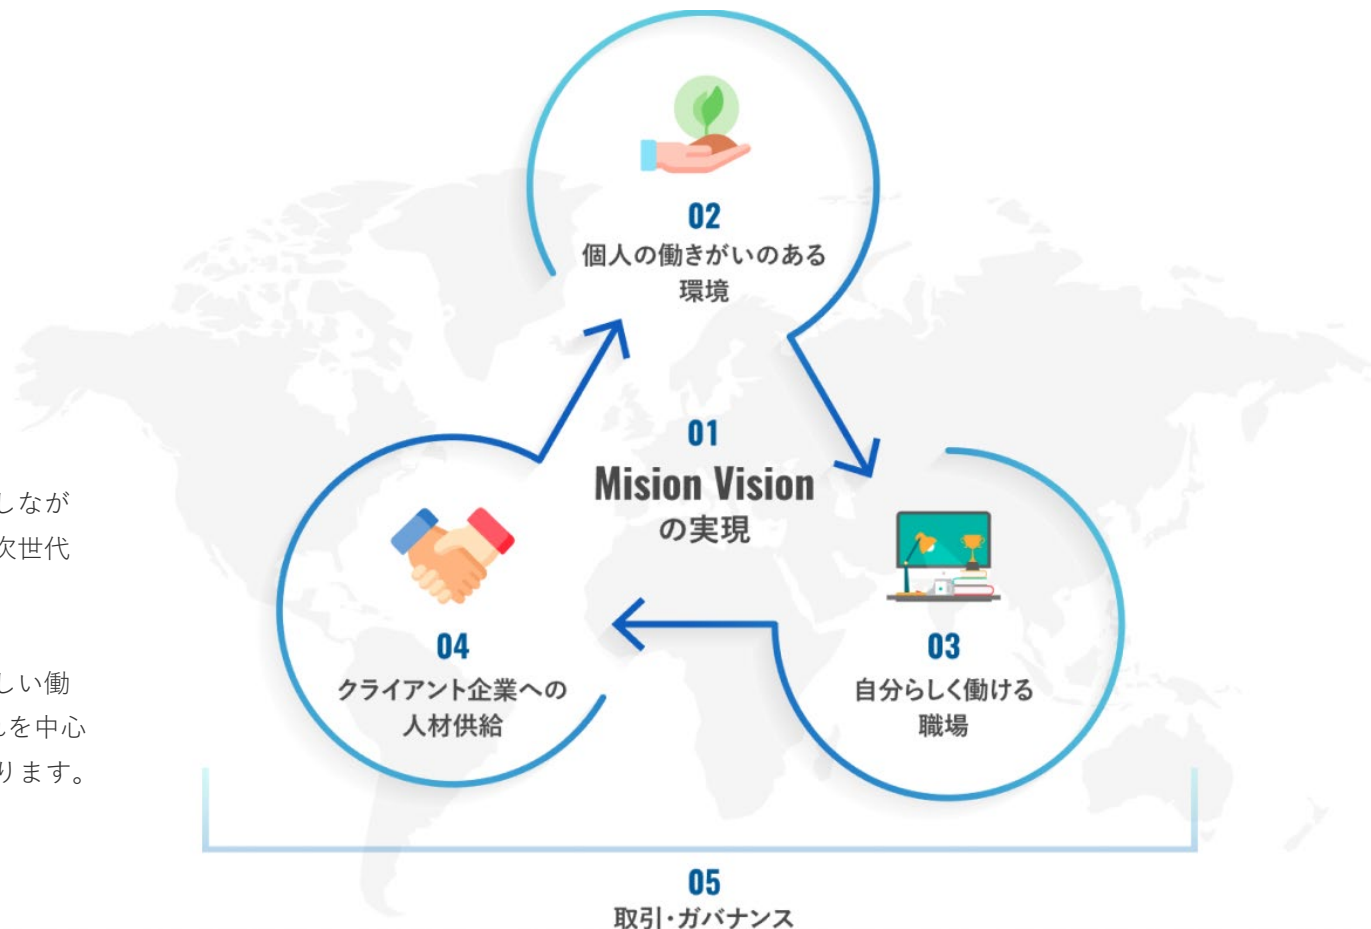 02
個人の働きがいのある
環境
01
Mision Vision
の実現
しなが
次世代
しい働
を中心
ります。
04
クライアント企業への
人材供給
03
自分らしく働ける
職場
05
取引・ガバナンス